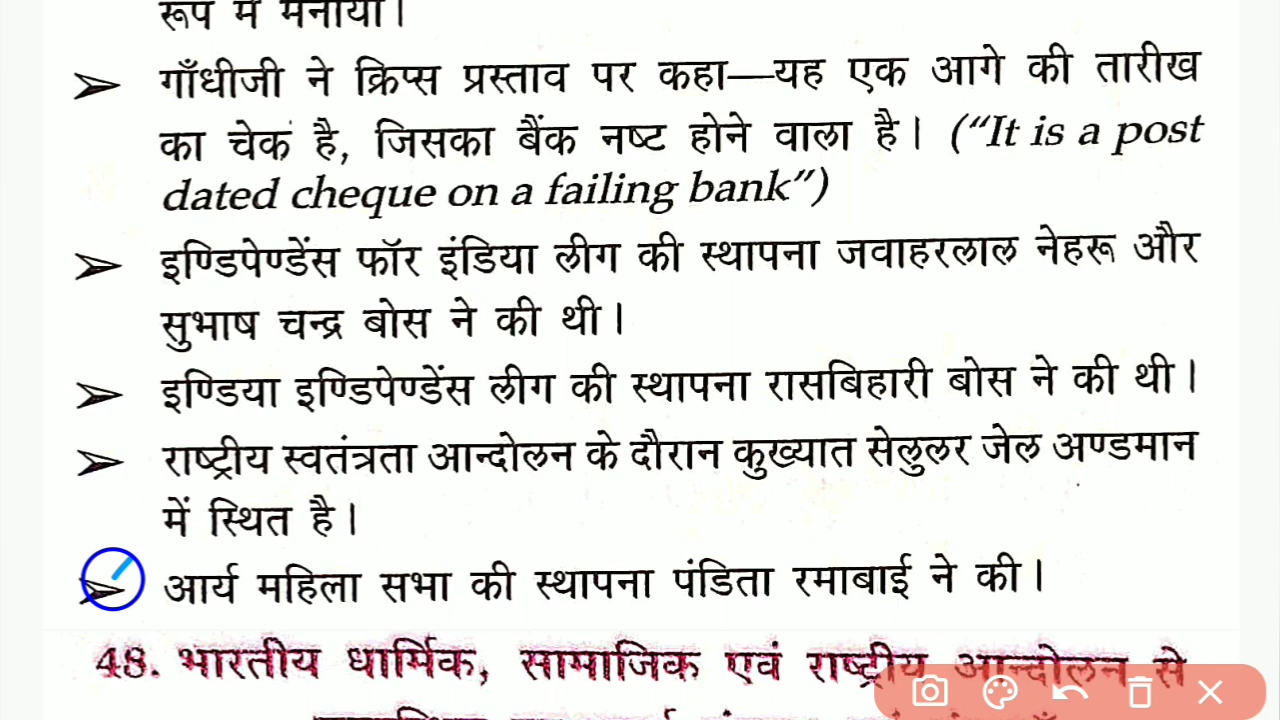 रूप में मनाया।
➢ गाँधीजी ने क्रिप्स प्रस्ताव पर कहा—यह एक आगे की तारीख
का चेक है, जिसका बैंक नष्ट होने वाला है। (“It is a post
dated cheque on a failing bank”)
➢ इण्डिपेण्डेंस फॉर इंडिया लीग की स्थापना जवाहरलाल नेहरू और
सुभाष चन्द्र बोस ने की थी।
➢ इण्डिया इण्डिपेण्डेंस लीग की स्थापना रासबिहारी बोस ने की थी।
➢ राष्ट्रीय स्वतंत्रता आन्दोलन के दौरान कुख्यात सेलुलर जेल अण्डमान
में स्थित है।
➢ आर्य महिला सभा की स्थापना पंडिता रमाबाई ने की।
48. भारतीय धार्मिक, सामाजिक एवं राष्ट्रीय आन्दोलन से